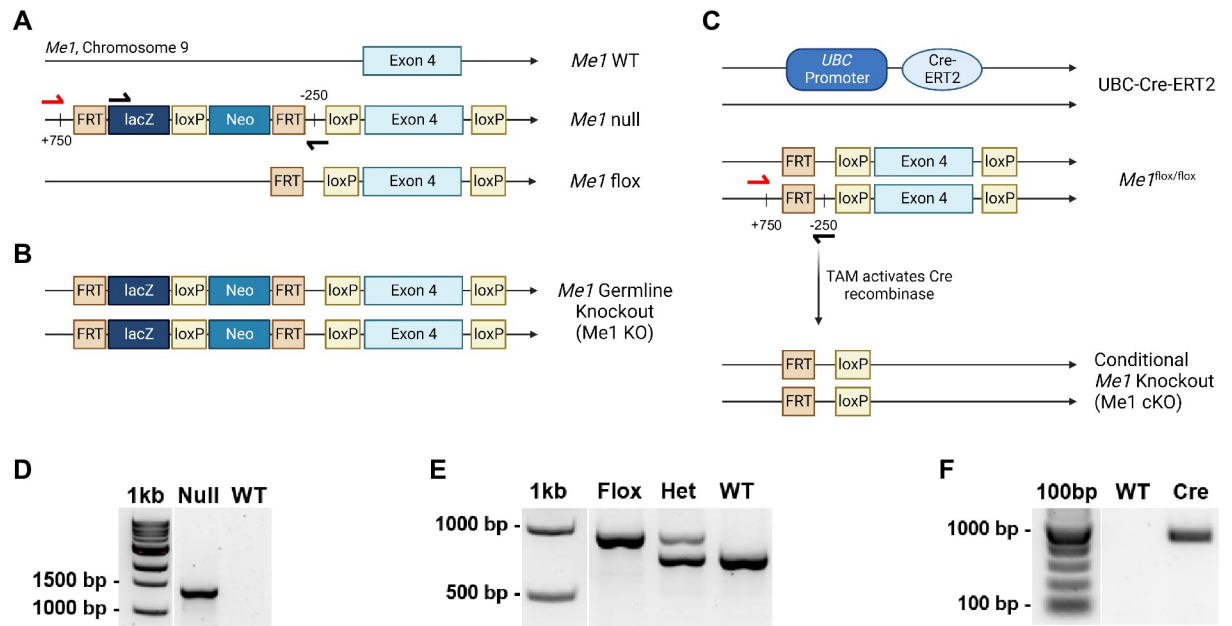 A
Me1, Chromosome 9
Exon 4
Me1 WT
+750
FRT
lacZ
loxP
Neo
FRT
-250
loxP
Exon 4
loxP
Me1 null
FRT
loxP
Exon 4
loxP
Me1 flox
B
FRT
lacZ
loxP
Neo
FRT
loxP
Exon 4
loxP
FRT
lacZ
loxP
Neo
FRT
loxP
Exon 4
loxP
Me1 Germline
Knockout
(Me1 KO)
C
UBC
Promoter
Cre-
ERT2
UBC-Cre-ERT2
FRT
loxP
Exon 4
loxP
FRT
loxP
Exon 4
loxP
+750
-250
Me1flox/flox
TAM activates Cre
recombinase
FRT
loxP
FRT
loxP
Conditional
Me1 Knockout
(Me1 cKO)
D
1kb Null WT
1500 bp -
1000 bp -
E
1kb Flox Het WT
1000 bp -
500 bp -
F
100bp WT Cre
1000 bp -
100 bp -